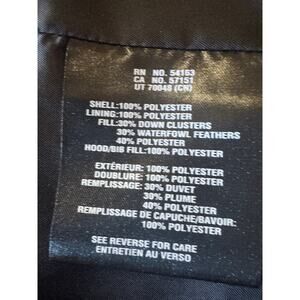 RN NO. 54163
CA NO. 57151
UT 70048 (CN)
SHELL:100% POLYESTER
LINING:100% POLYESTER
FILL:30% DOWN CLUSTERS
30% WATERFOWL FEATHERS
40% POLYESTER
HOOD/BIB FILL:100% POLYESTER
EXTÉRIEUR: 100% POLYESTER
DOUBLURE: 100% POLYESTER
REMPLISSAGE: 30% DUVET
30% PLUME
40% POLYESTER
REMPLISSAGE DE CAPUCHE/BAVOIR:
100% POLYESTER
SEE REVERSE FOR CARE
ENTRETIEN AU VERSO